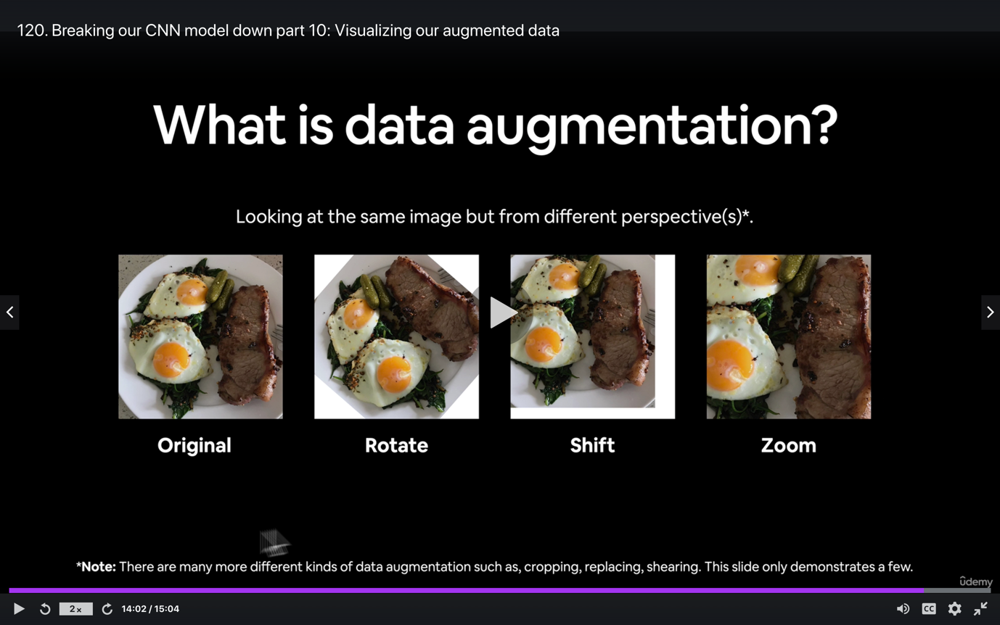 120. Breaking our CNN model down part 10: Visualizing our augmented data
What is data augmentation?
Looking at the same image but from different perspective(s)*.
Original
Rotate
Shift
Zoom
*Note: There are many more different kinds of data augmentation such as, cropping, replacing, shearing. This slide only demonstrates a few.
ûdemy
2x
14:02 / 15:04
CC